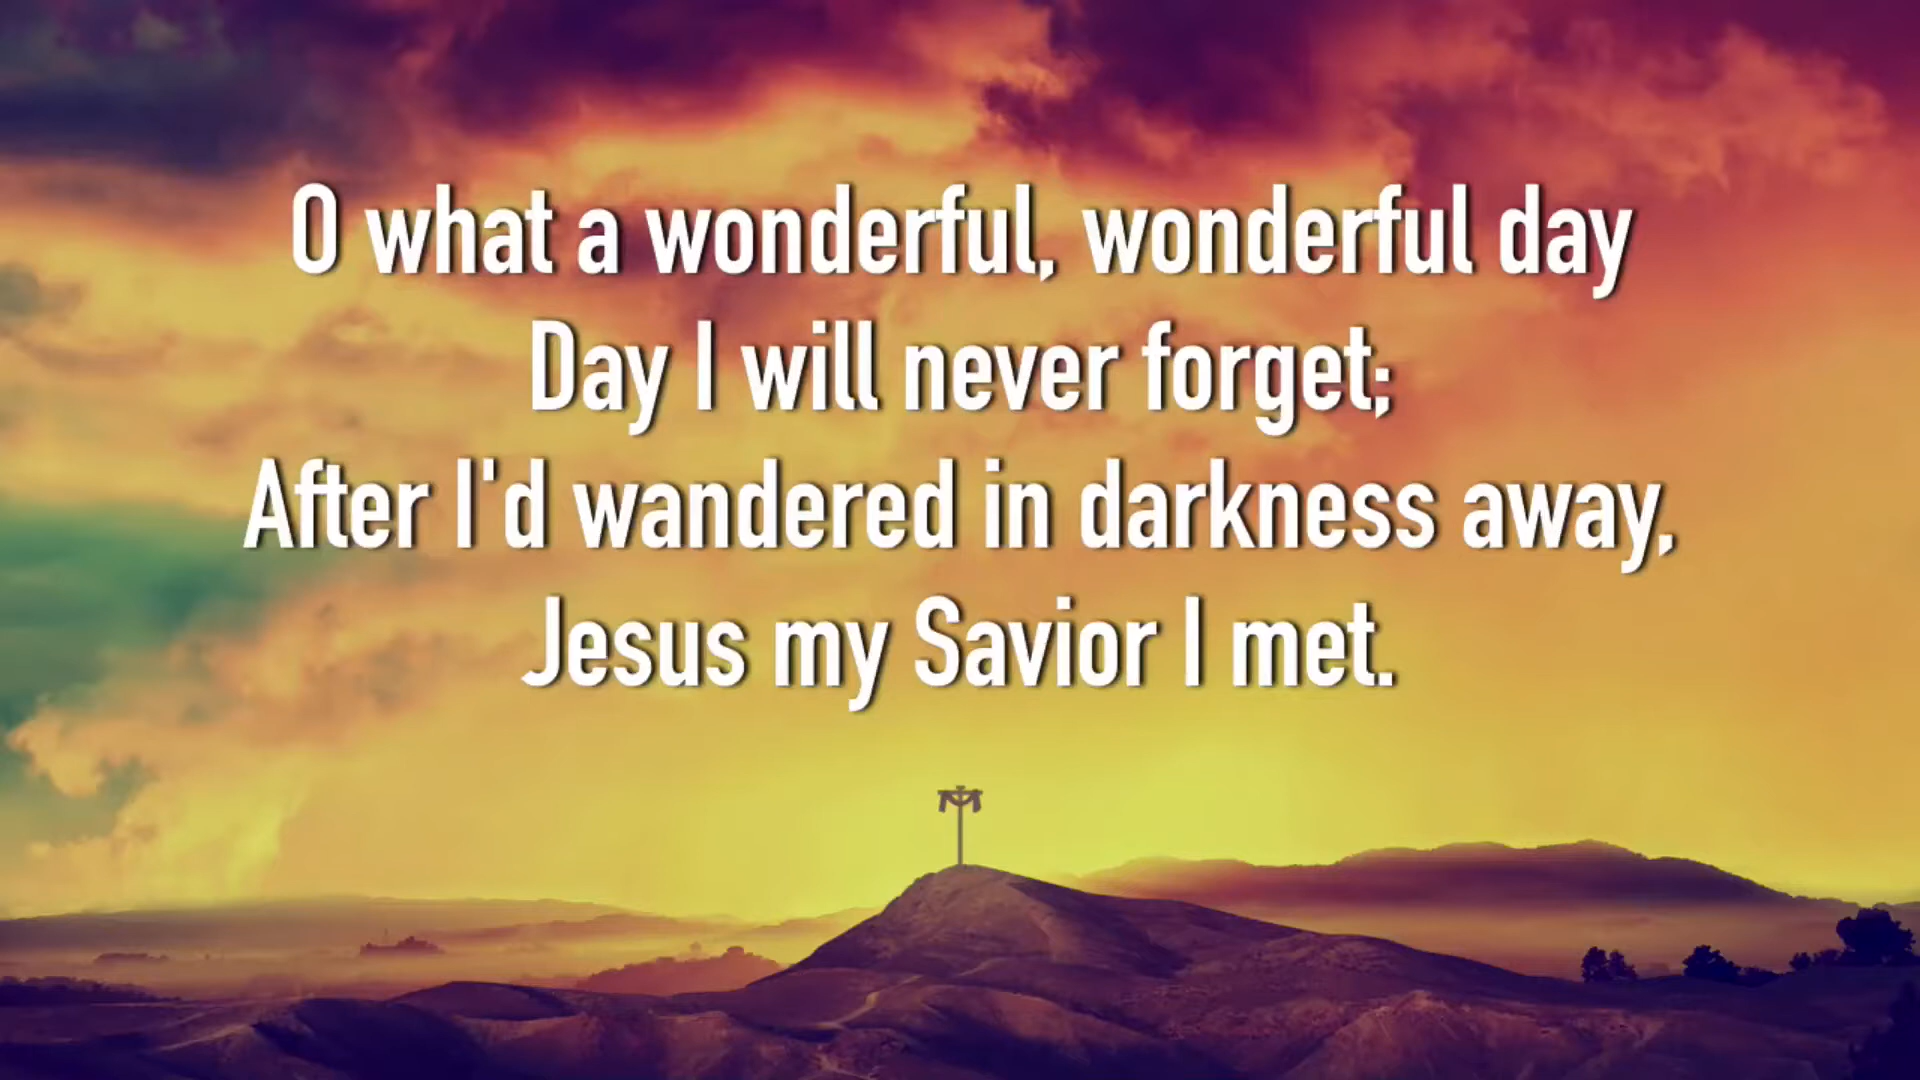 O what a wonderful, wonderful day
Day I will never forget;
After I'd wandered in darkness away,
Jesus my Savior I met.